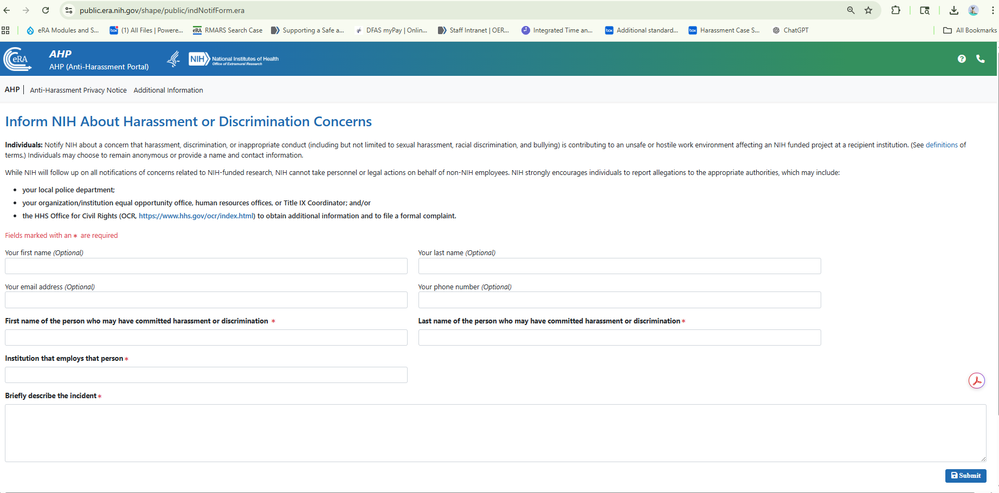 public.era.nih.gov/shape/public/indNotifForm.era
eRA Modules and S...
box (1) All Files | Powere...
eRA RMARS Search Case
Supporting a Safe a...
DFAS myPay | Onlin...
Staff Intranet | OER...
Integrated Time an...
box Additional standard...
box Harassment Case S...
ChatGPT
All Bookmarks
eRA
AHP
AHP (Anti-Harassment Portal)
NIH National Institutes of Health
Office of Extramural Research
AHP Anti-Harassment Privacy Notice Additional Information
Inform NIH About Harassment or Discrimination Concerns
Individuals: Notify NIH about a concern that harassment, discrimination, or inappropriate conduct (including but not limited to sexual harassment, racial discrimination, and bullying) is contributing to an unsafe or hostile work environment affecting an NIH funded project at a recipient institution. (See definitions of
terms.) Individuals may choose to remain anonymous or provide a name and contact information.
While NIH will follow up on all notifications of concerns related to NIH-funded research, NIH cannot take personnel or legal actions on behalf of non-NIH employees. NIH strongly encourages individuals to report allegations to the appropriate authorities, which may include:
• your local police department;
• your organization/institution equal opportunity office, human resources offices, or Title IX Coordinator; and/or
• the HHS Office for Civil Rights (OCR, https://www.hhs.gov/ocr/index.html) to obtain additional information and to file a formal complaint.
Fields marked with an * are required
Your first name (Optional)
Your last name (Optional)
Your email address (Optional)
Your phone number (Optional)
First name of the person who may have committed harassment or discrimination *
Last name of the person who may have committed harassment or discrimination *
Institution that employs that person *
Briefly describe the incident *
Submit